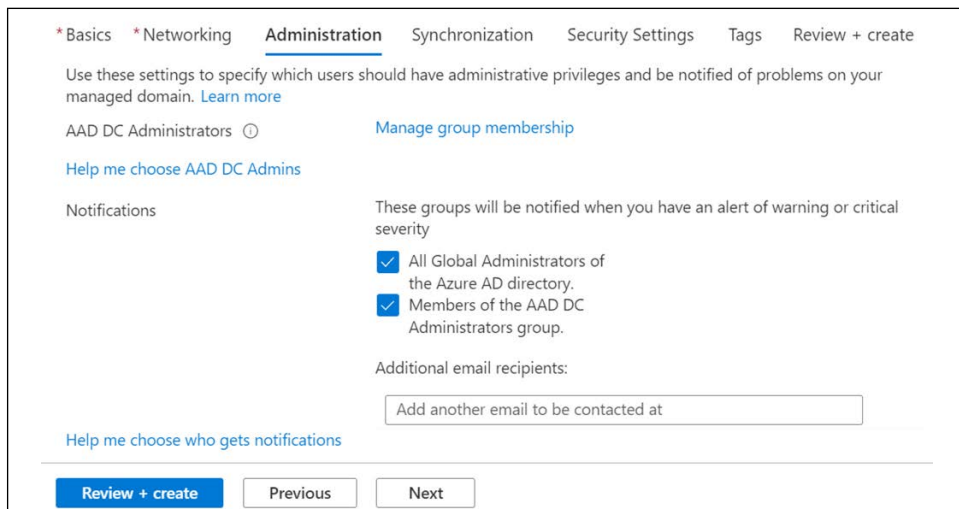 * Basics * Networking Administration Synchronization Security Settings Tags Review + create
Use these settings to specify which users should have administrative privileges and be notified of problems on your
managed domain. Learn more
AAD DC Administrators
Manage group membership
Help me choose AAD DC Admins
Notifications
These groups will be notified when you have an alert of warning or critical
severity
All Global Administrators of
the Azure AD directory.
Members of the AAD DC
Administrators group.
Additional email recipients:
Add another email to be contacted at
Help me choose who gets notifications
Review + create Previous Next